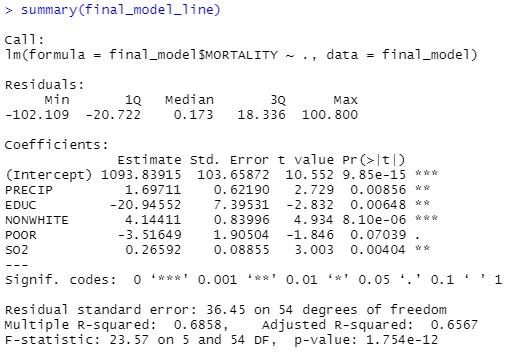 > summary(final_model_line)

Call:
lm(formula = final_model$MORTALITY ~ ., data = final_model)

Residuals:
     Min       1Q   Median       3Q      Max
-102.109  -20.722    0.173   18.336  100.800

Coefficients:
              Estimate Std. Error t value Pr(>|t|)
(Intercept) 1093.83915  103.65872  10.552 9.85e-15 ***
PRECIP         1.69711    0.62190   2.729  0.00856 **
EDUC         -20.94552    7.39531  -2.832  0.00648 **
NONWHITE       4.14411    0.83996   4.934 8.10e-06 ***
POOR          -3.51649    1.90504  -1.846  0.07039 .
SO2            0.26592    0.08855   3.003  0.00404 **
---
Signif. codes:  0 ‘***’ 0.001 ‘**’ 0.01 ‘*’ 0.05 ‘.’ 0.1 ‘ ’ 1

Residual standard error: 36.45 on 54 degrees of freedom
Multiple R-squared:  0.6858,    Adjusted R-squared:  0.6567
F-statistic: 23.57 on 5 and 54 DF,  p-value: 1.754e-12